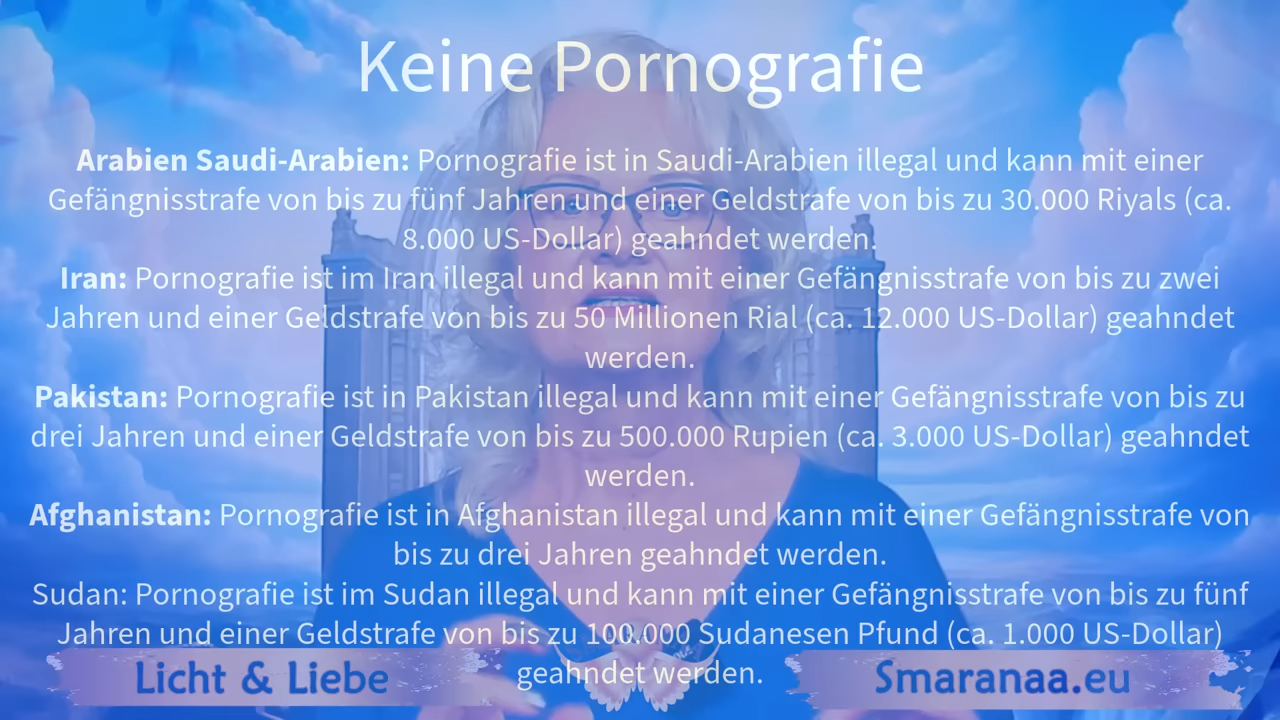 Keine Pornografie
Arabien Saudi-Arabien: Pornografie ist in Saudi-Arabien illegal und kann mit einer
Gefängnisstrafe von bis zu fünf Jahren und einer Geldstrafe von bis zu 30.000 Riyals (ca.
8.000 US-Dollar) geahndet werden.
Iran: Pornografie ist im Iran illegal und kann mit einer Gefängnisstrafe von bis zu zwei
Jahren und einer Geldstrafe von bis zu 50 Millionen Rial (ca. 12.000 US-Dollar) geahndet
werden.
Pakistan: Pornografie ist in Pakistan illegal und kann mit einer Gefängnisstrafe von bis zu
drei Jahren und einer Geldstrafe von bis zu 500.000 Rupien (ca. 3.000 US-Dollar) geahndet
werden.
Afghanistan: Pornografie ist in Afghanistan illegal und kann mit einer Gefängnisstrafe von
bis zu drei Jahren geahndet werden.
Sudan: Pornografie ist im Sudan illegal und kann mit einer Gefängnisstrafe von bis zu fünf
Jahren und einer Geldstrafe von bis zu 100.000 Sudanesen Pfund (ca. 1.000 US-Dollar)
geahndet werden.
Licht & Liebe
Smaranaa.eu